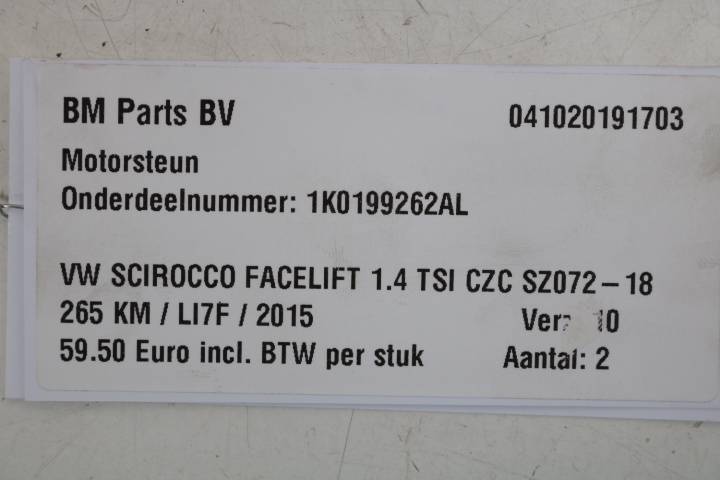 BM Parts BV 041020191703
Motorsteun
Onderdeelnummer: 1K0199262AL
VW SCIROCCO FACELIFT 1.4 TSI CZC SZ072-18
265 KM / LI7F / 2015
59.50 Euro incl. BTW per stuk Aantal: 2